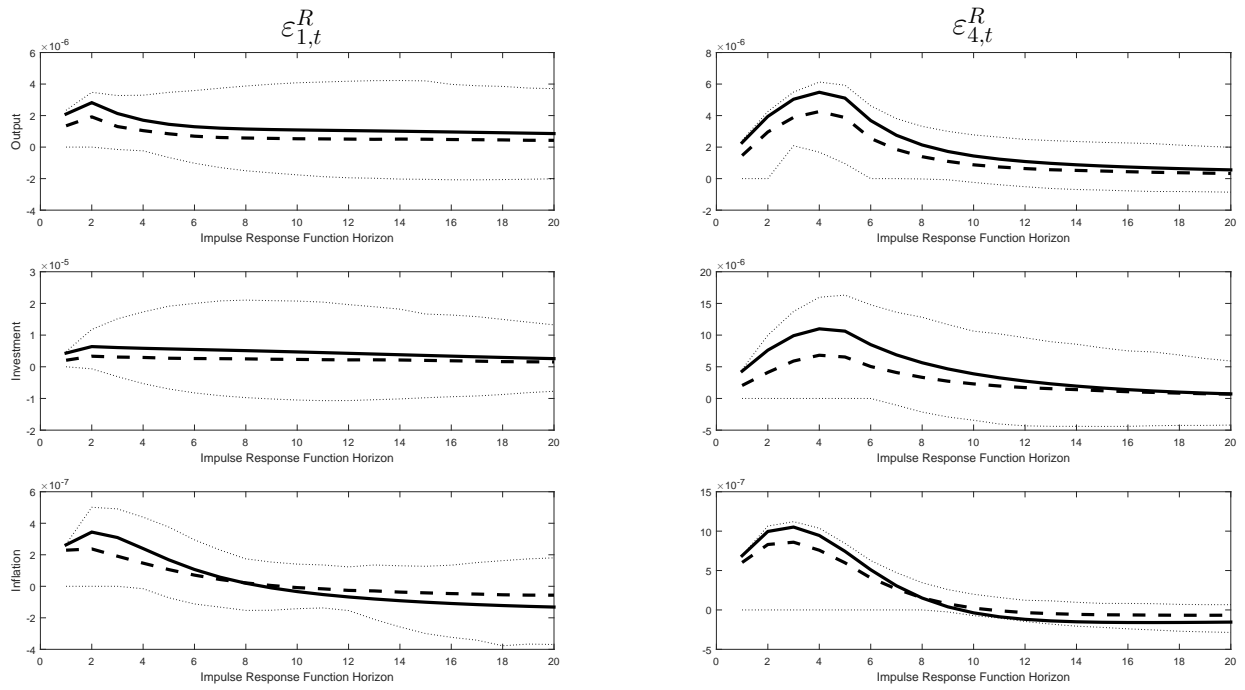 ε^R_{1,t}
×10^-6
6
4
2
0
-2
-4
Output
0 2 4 6 8 10 12 14 16 18 20
Impulse Response Function Horizon
ε^R_{4,t}
×10^-6
8
6
4
2
0
-2
0 2 4 6 8 10 12 14 16 18 20
Impulse Response Function Horizon
×10^-5
3
2
1
0
-1
-2
Investment
0 2 4 6 8 10 12 14 16 18 20
Impulse Response Function Horizon
×10^-6
20
15
10
5
0
-5
0 2 4 6 8 10 12 14 16 18 20
Impulse Response Function Horizon
×10^-7
6
4
2
0
-2
-4
Inflation
0 2 4 6 8 10 12 14 16 18 20
Impulse Response Function Horizon
×10^-7
15
10
5
0
-5
0 2 4 6 8 10 12 14 16 18 20
Impulse Response Function Horizon